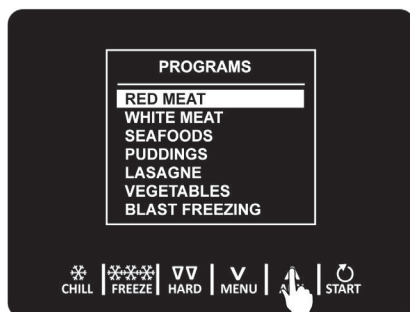 PROGRAMS
RED MEAT
WHITE MEAT
SEAFOODS
PUDDINGS
LASAGNE
VEGETABLES
BLAST FREEZING
CHILL FREEZE HARD MENU START